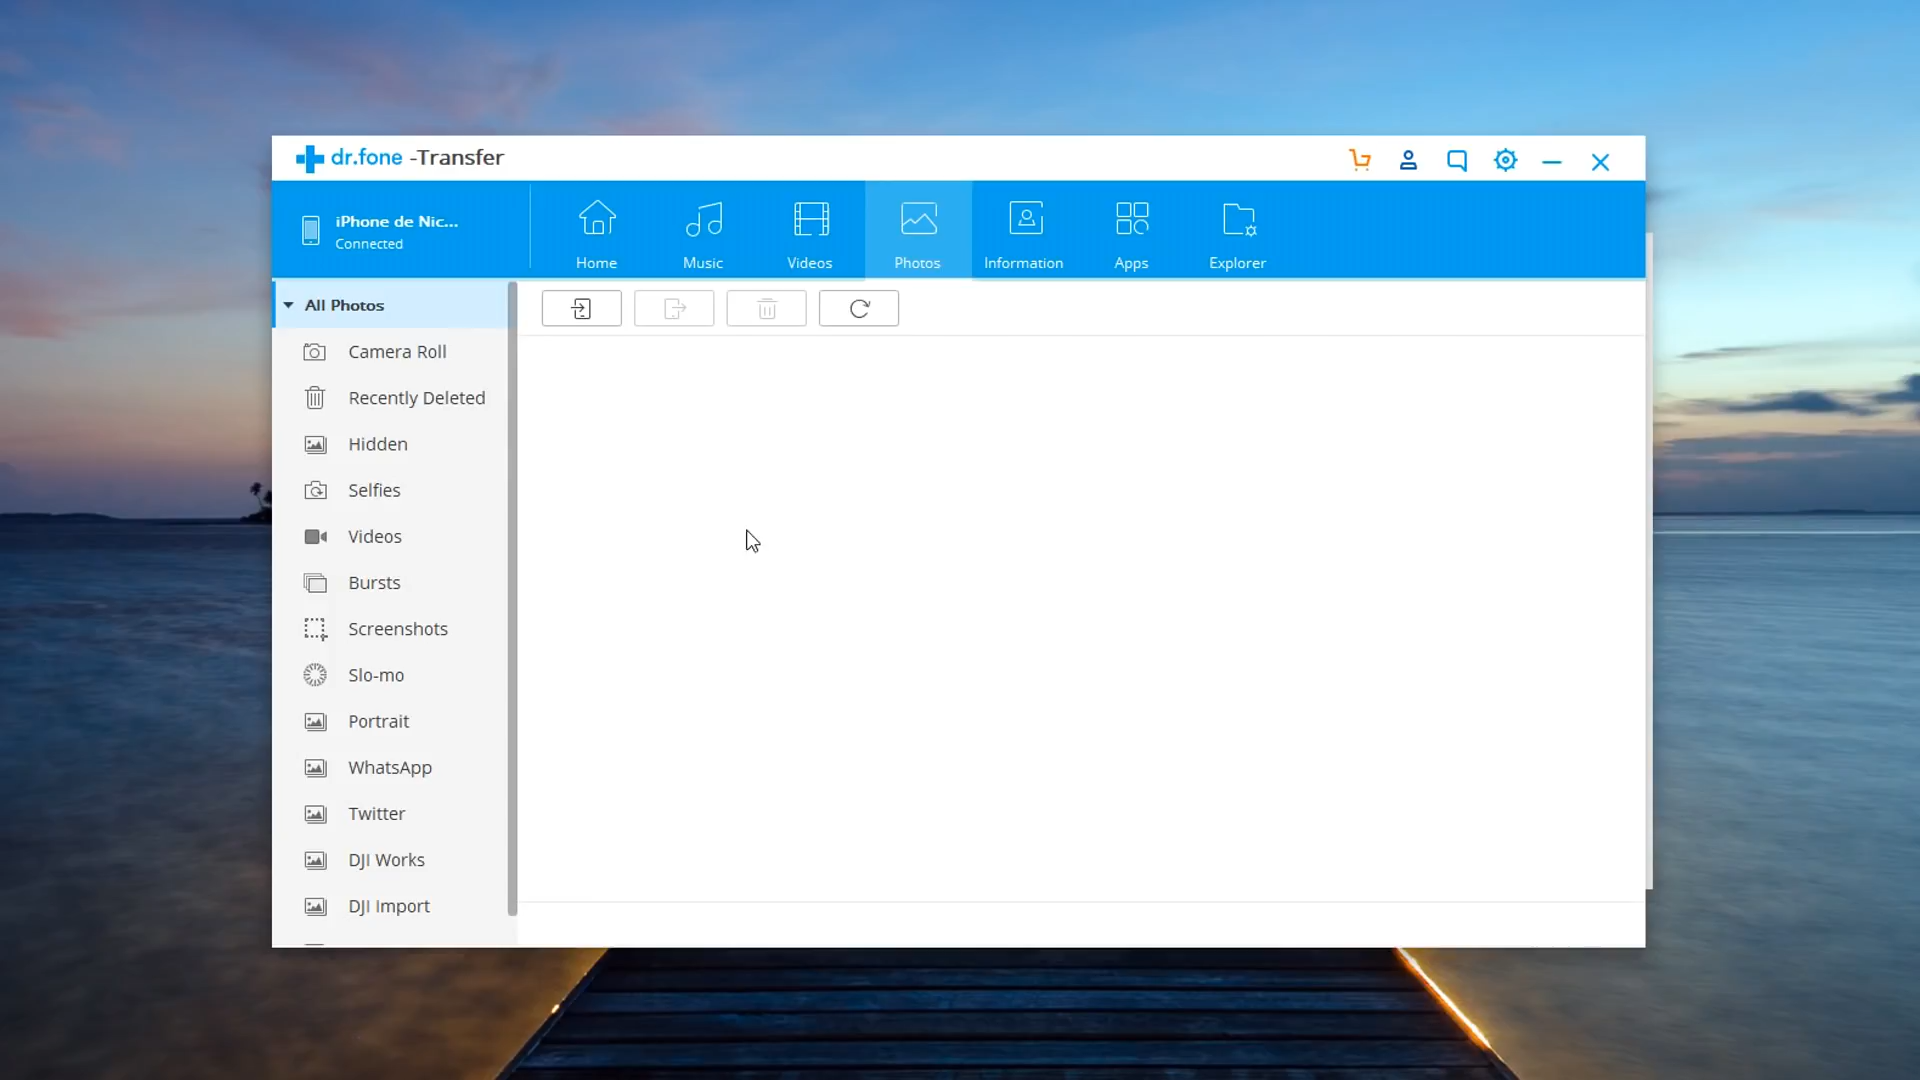 dr.fone -Transfer
iPhone de Nic...
Connected
Home
Music
Videos
Photos
Information
Apps
Explorer
All Photos
Camera Roll
Recently Deleted
Hidden
Selfies
Videos
Bursts
Screenshots
Slo-mo
Portrait
WhatsApp
Twitter
DJI Works
DJI Import